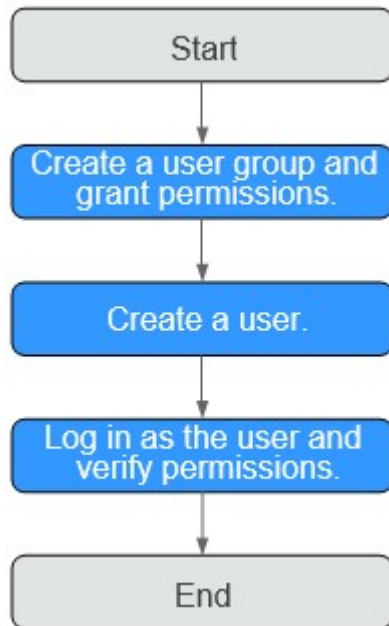 Start
Create a user group and
grant permissions.
Create a user.
Log in as the user and
verify permissions.
End